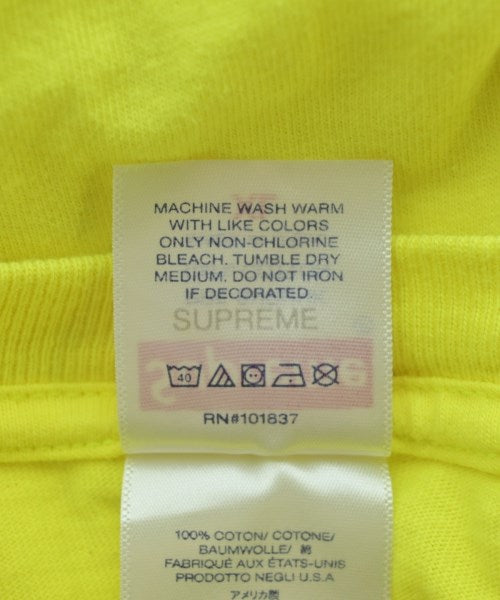 MACHINE WASH WARM
WITH LIKE COLORS
ONLY NON-CHLORINE
BLEACH. TUMBLE DRY
MEDIUM. DO NOT IRON
IF DECORATED.
SUPREME
40
RN#101837
100% COTON/ COTONE/
BAUMWOLLE/ 綿
FABRIQUÉ AUX ÉTATS-UNIS
PRODOTTO NEGLI U.S.A
アメリカ製